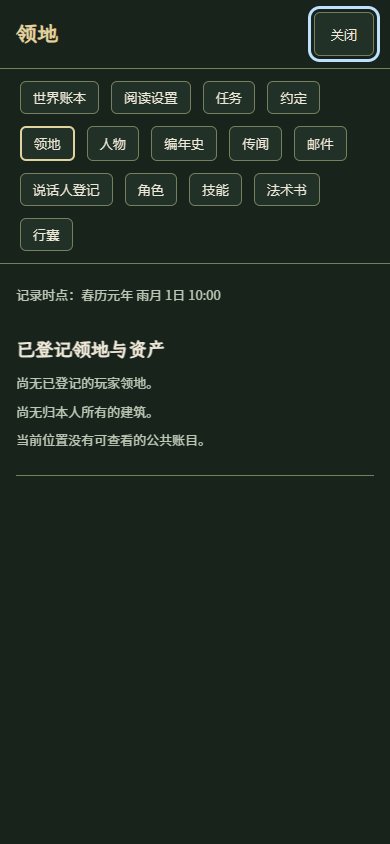 领地
关闭
世界账本 阅读设置 任务 约定
领地 人物 编年史 传闻 邮件
说话人登记 角色 技能 法术书
行囊
记录时点：春历元年 雨月 1日 10:00
已登记领地与资产
尚无已登记的玩家领地。
尚无归本人所有的建筑。
当前位置没有可查看的公共账目。